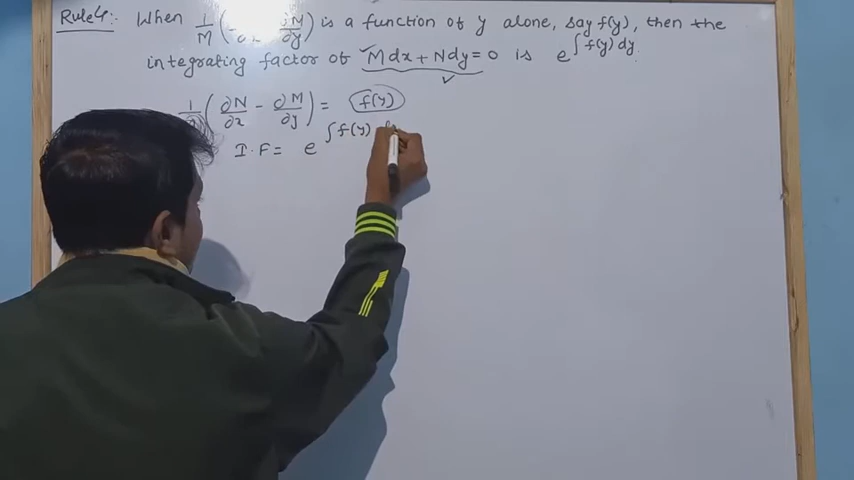 Rule4: When 1/M (∂N/∂x - ∂M/∂y) is a function of y alone, say f(y), then the
integrating factor of ✓Mdx+Ndy=0 is e^∫f(y)dy.
✓
1/ (∂N/∂x - ∂M/∂y) = f(y)
I.F = e^∫f(y)